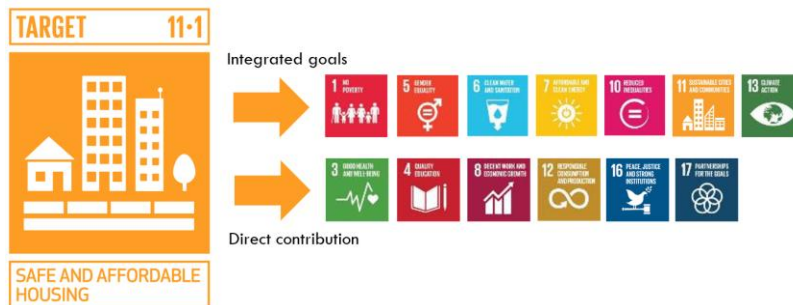 TARGET 11·1
SAFE AND AFFORDABLE
HOUSING
Integrated goals
1 NO
POVERTY
5 GENDER
EQUALITY
6 CLEAN WATER
AND SANITATION
7 AFFORDABLE AND
CLEAN ENERGY
10 REDUCED
INEQUALITIES
11 SUSTAINABLE CITIES
AND COMMUNITIES
13 CLIMATE
ACTION
3 GOOD HEALTH
AND WELL-BEING
4 QUALITY
EDUCATION
8 DECENT WORK AND
ECONOMIC GROWTH
12 RESPONSIBLE
CONSUMPTION
AND PRODUCTION
16 PEACE, JUSTICE
AND STRONG
INSTITUTIONS
17 PARTNERSHIPS
FOR THE GOALS
Direct contribution